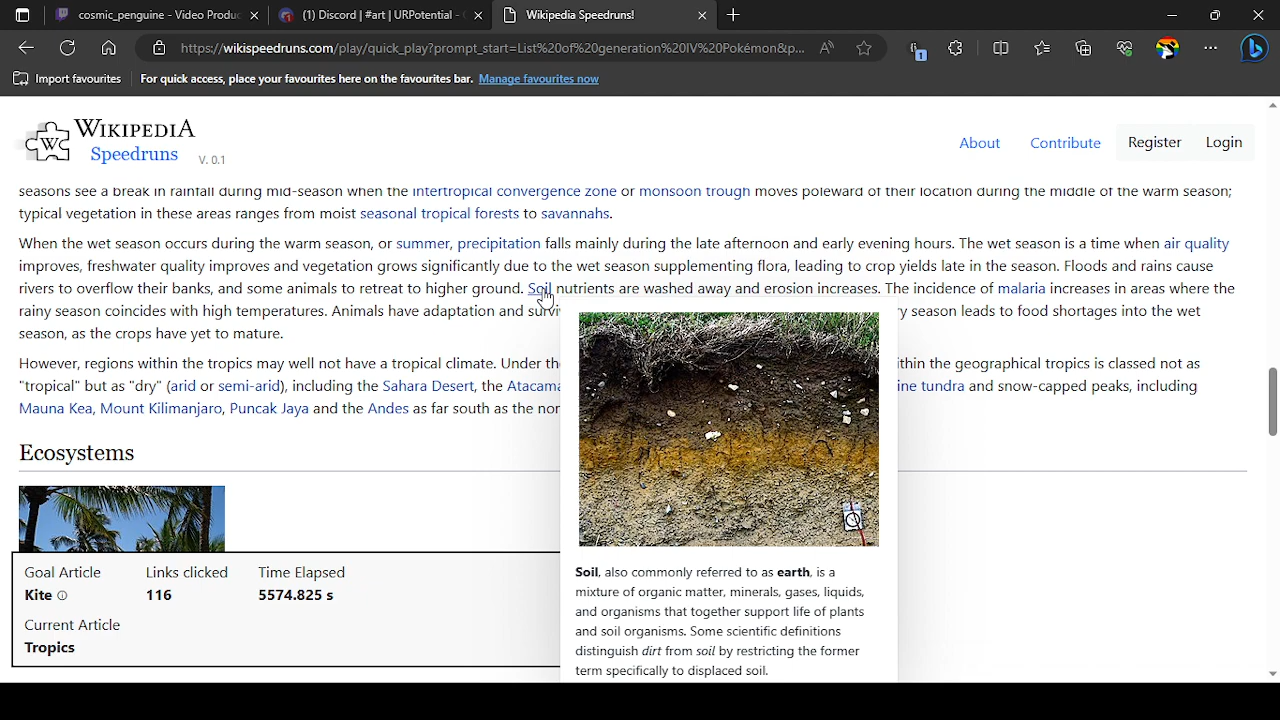 cosmic_penguine - Video Produc
(1) Discord | #art | URPotential -
Wikipedia Speedruns!
https://wikispeedruns.com/play/quick_play?prompt_start=List%20of%20generation%20IV%20Pokémon&p...
1
Import favourites
For quick access, place your favourites here on the favourites bar. Manage favourites now
WIKIPEDIA
Speedruns V. 0.1
About Contribute Register Login
seasons see a break in rainfall during mid-season when the intertropical convergence zone or monsoon trough moves poleward of their location during the middle of the warm season;
typical vegetation in these areas ranges from moist seasonal tropical forests to savannahs.
When the wet season occurs during the warm season, or summer, precipitation falls mainly during the late afternoon and early evening hours. The wet season is a time when air quality
improves, freshwater quality improves and vegetation grows significantly due to the wet season supplementing flora, leading to crop yields late in the season. Floods and rains cause
rivers to overflow their banks, and some animals to retreat to higher ground. Soil nutrients are washed away and erosion increases. The incidence of malaria increases in areas where the
rainy season coincides with high temperatures. Animals have adaptation and survi y season leads to food shortages into the wet
season, as the crops have yet to mature.
However, regions within the tropics may well not have a tropical climate. Under th ithin the geographical tropics is classed not as
"tropical" but as "dry" (arid or semi-arid), including the Sahara Desert, the Atacama ine tundra and snow-capped peaks, including
Mauna Kea, Mount Kilimanjaro, Puncak Jaya and the Andes as far south as the nor
Ecosystems
Goal Article Links clicked Time Elapsed
Kite 116 5574.825 s
Current Article
Tropics
Soil, also commonly referred to as earth, is a
mixture of organic matter, minerals, gases, liquids,
and organisms that together support life of plants
and soil organisms. Some scientific definitions
distinguish dirt from soil by restricting the former
term specifically to displaced soil.